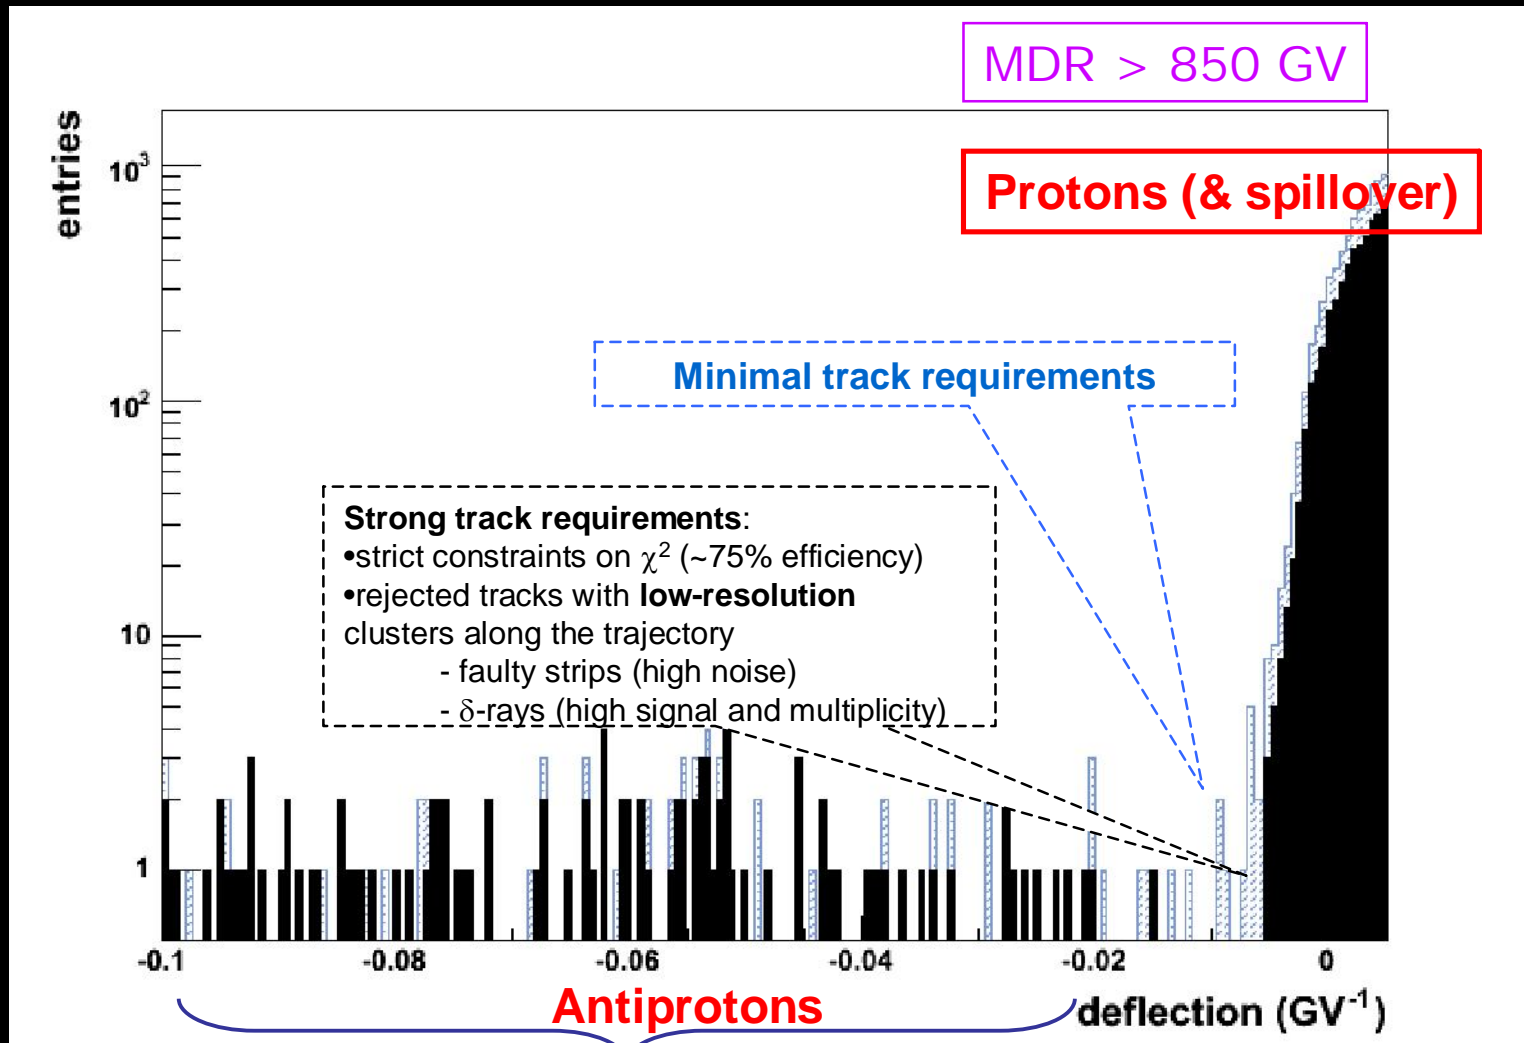 MDR > 850 GV
entries
10³
Protons (& spillover)
Minimal track requirements
10²
Strong track requirements:
•strict constraints on χ² (~75% efficiency)
•rejected tracks with low-resolution
clusters along the trajectory
- faulty strips (high noise)
- δ-rays (high signal and multiplicity)
10
1
-0.1 -0.08 -0.06 -0.04 -0.02 0
Antiprotons
deflection (GV⁻¹)